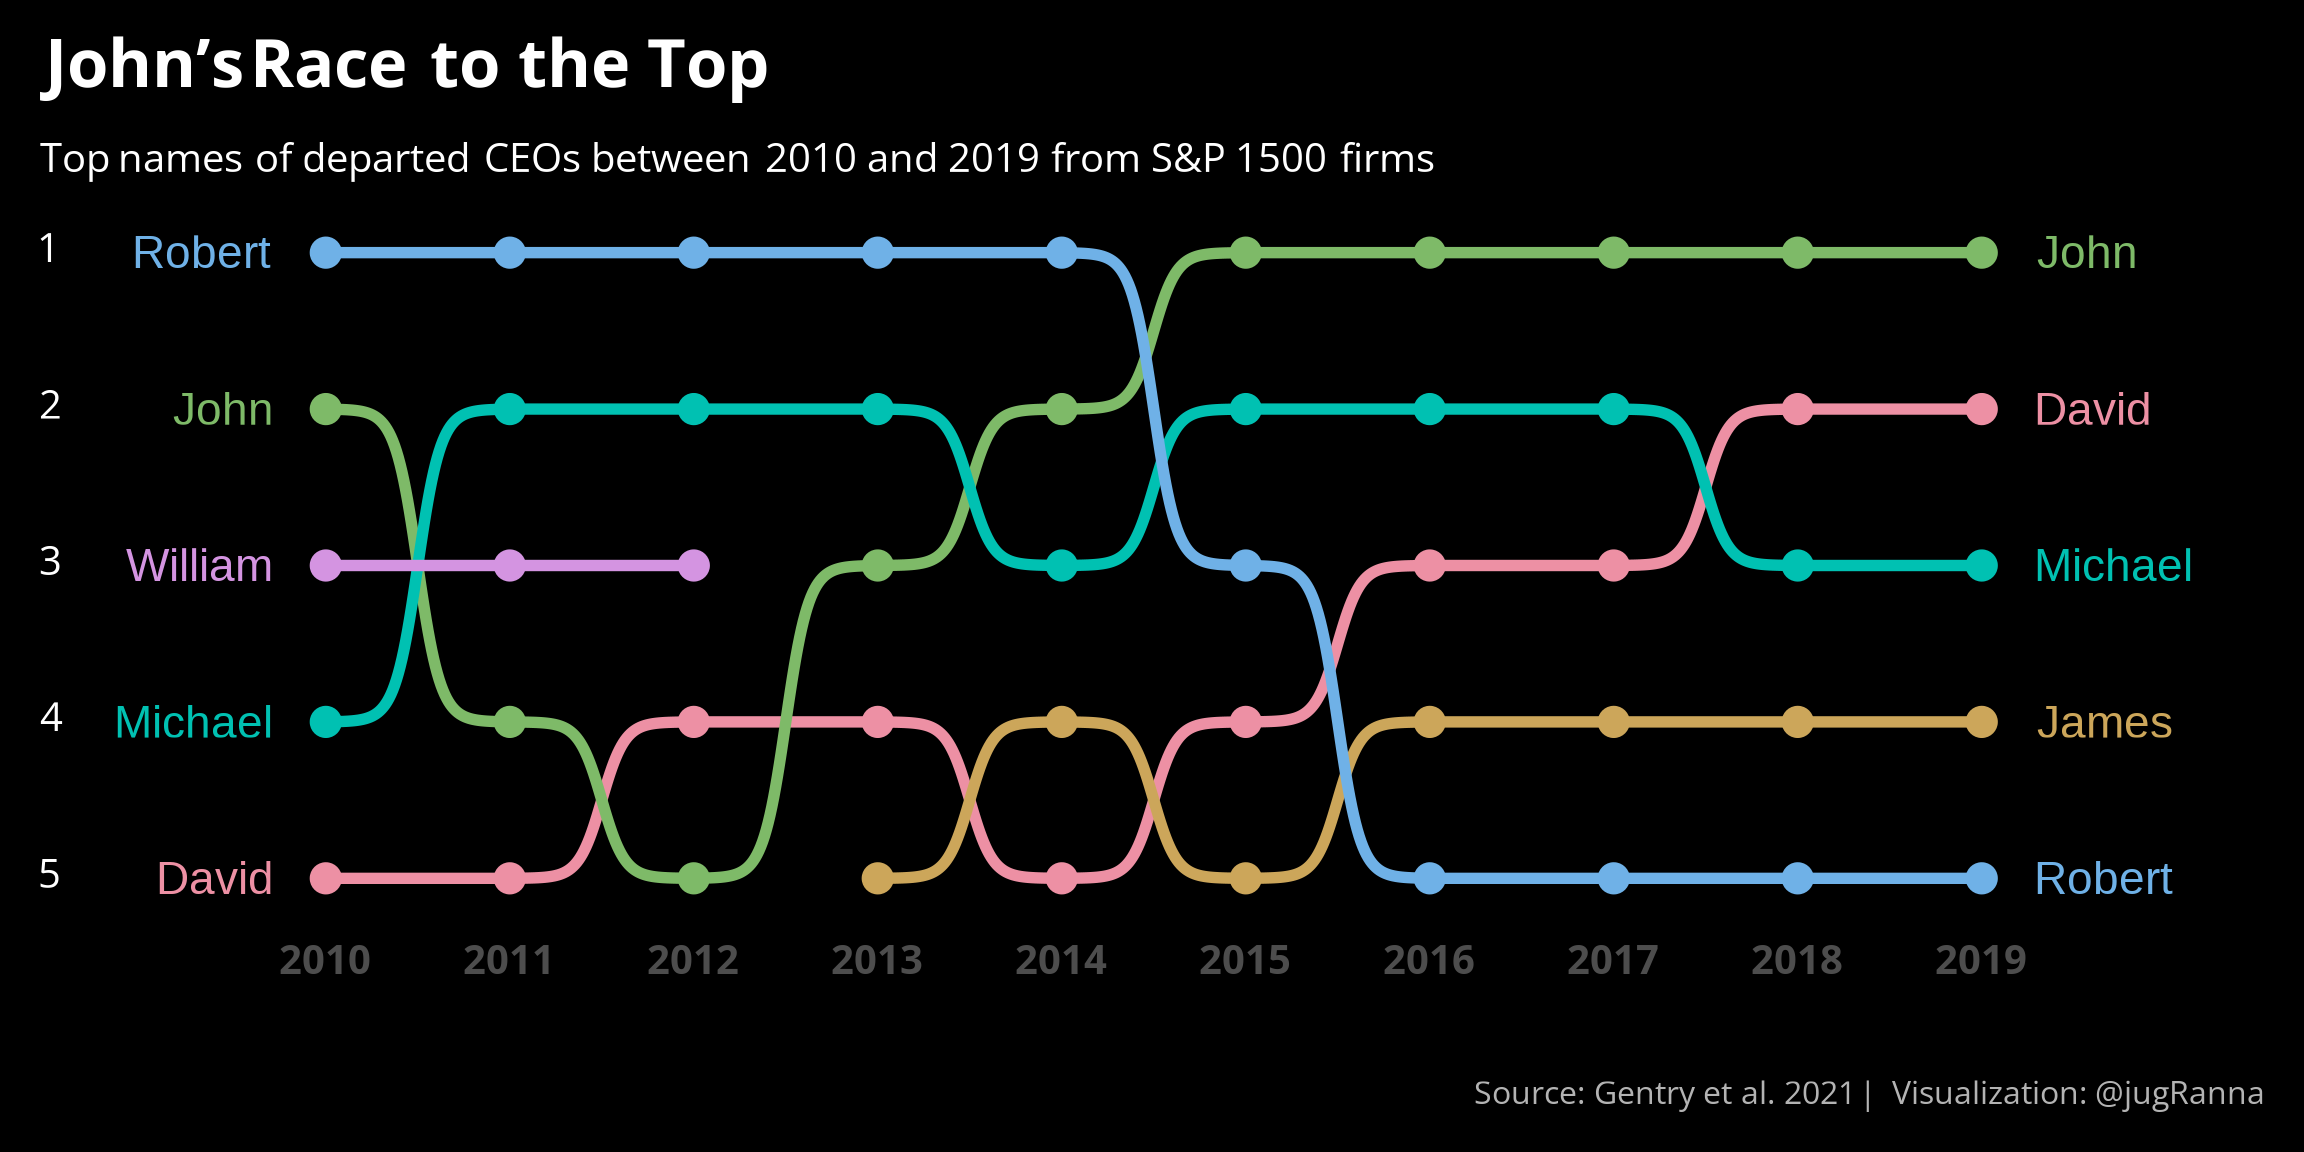 John’s Race to the Top
Top names of departed CEOs between 2010 and 2019 from S&P 1500 firms
1 Robert John
2 John David
3 William Michael
4 Michael James
5 David Robert
2010 2011 2012 2013 2014 2015 2016 2017 2018 2019
Source: Gentry et al. 2021 | Visualization: @jugRanna